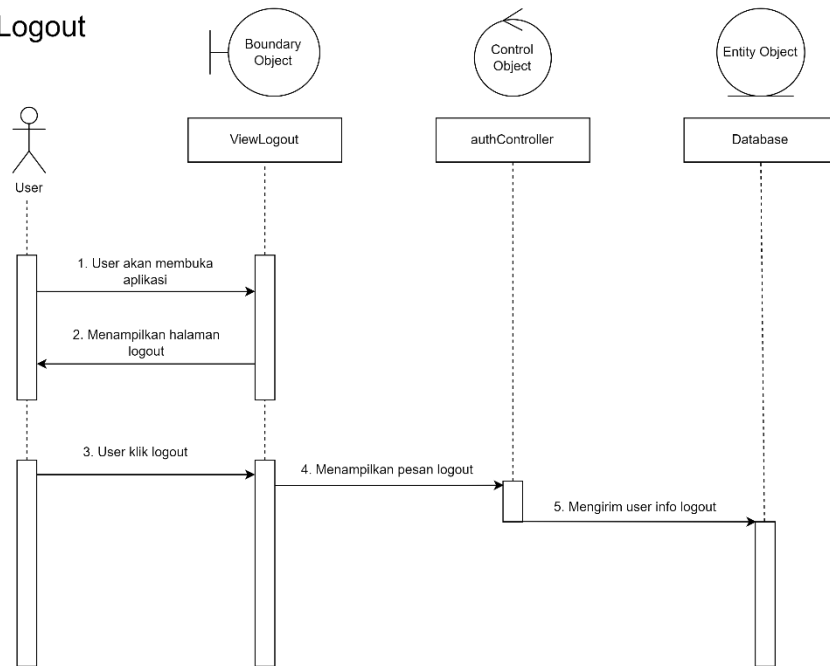 Logout
Boundary
Object
Control
Object
Entity Object
ViewLogout
authController
Database
User
1. User akan membuka
aplikasi
2. Menampilkan halaman
logout
3. User klik logout
4. Menampilkan pesan logout
5. Mengirim user info logout